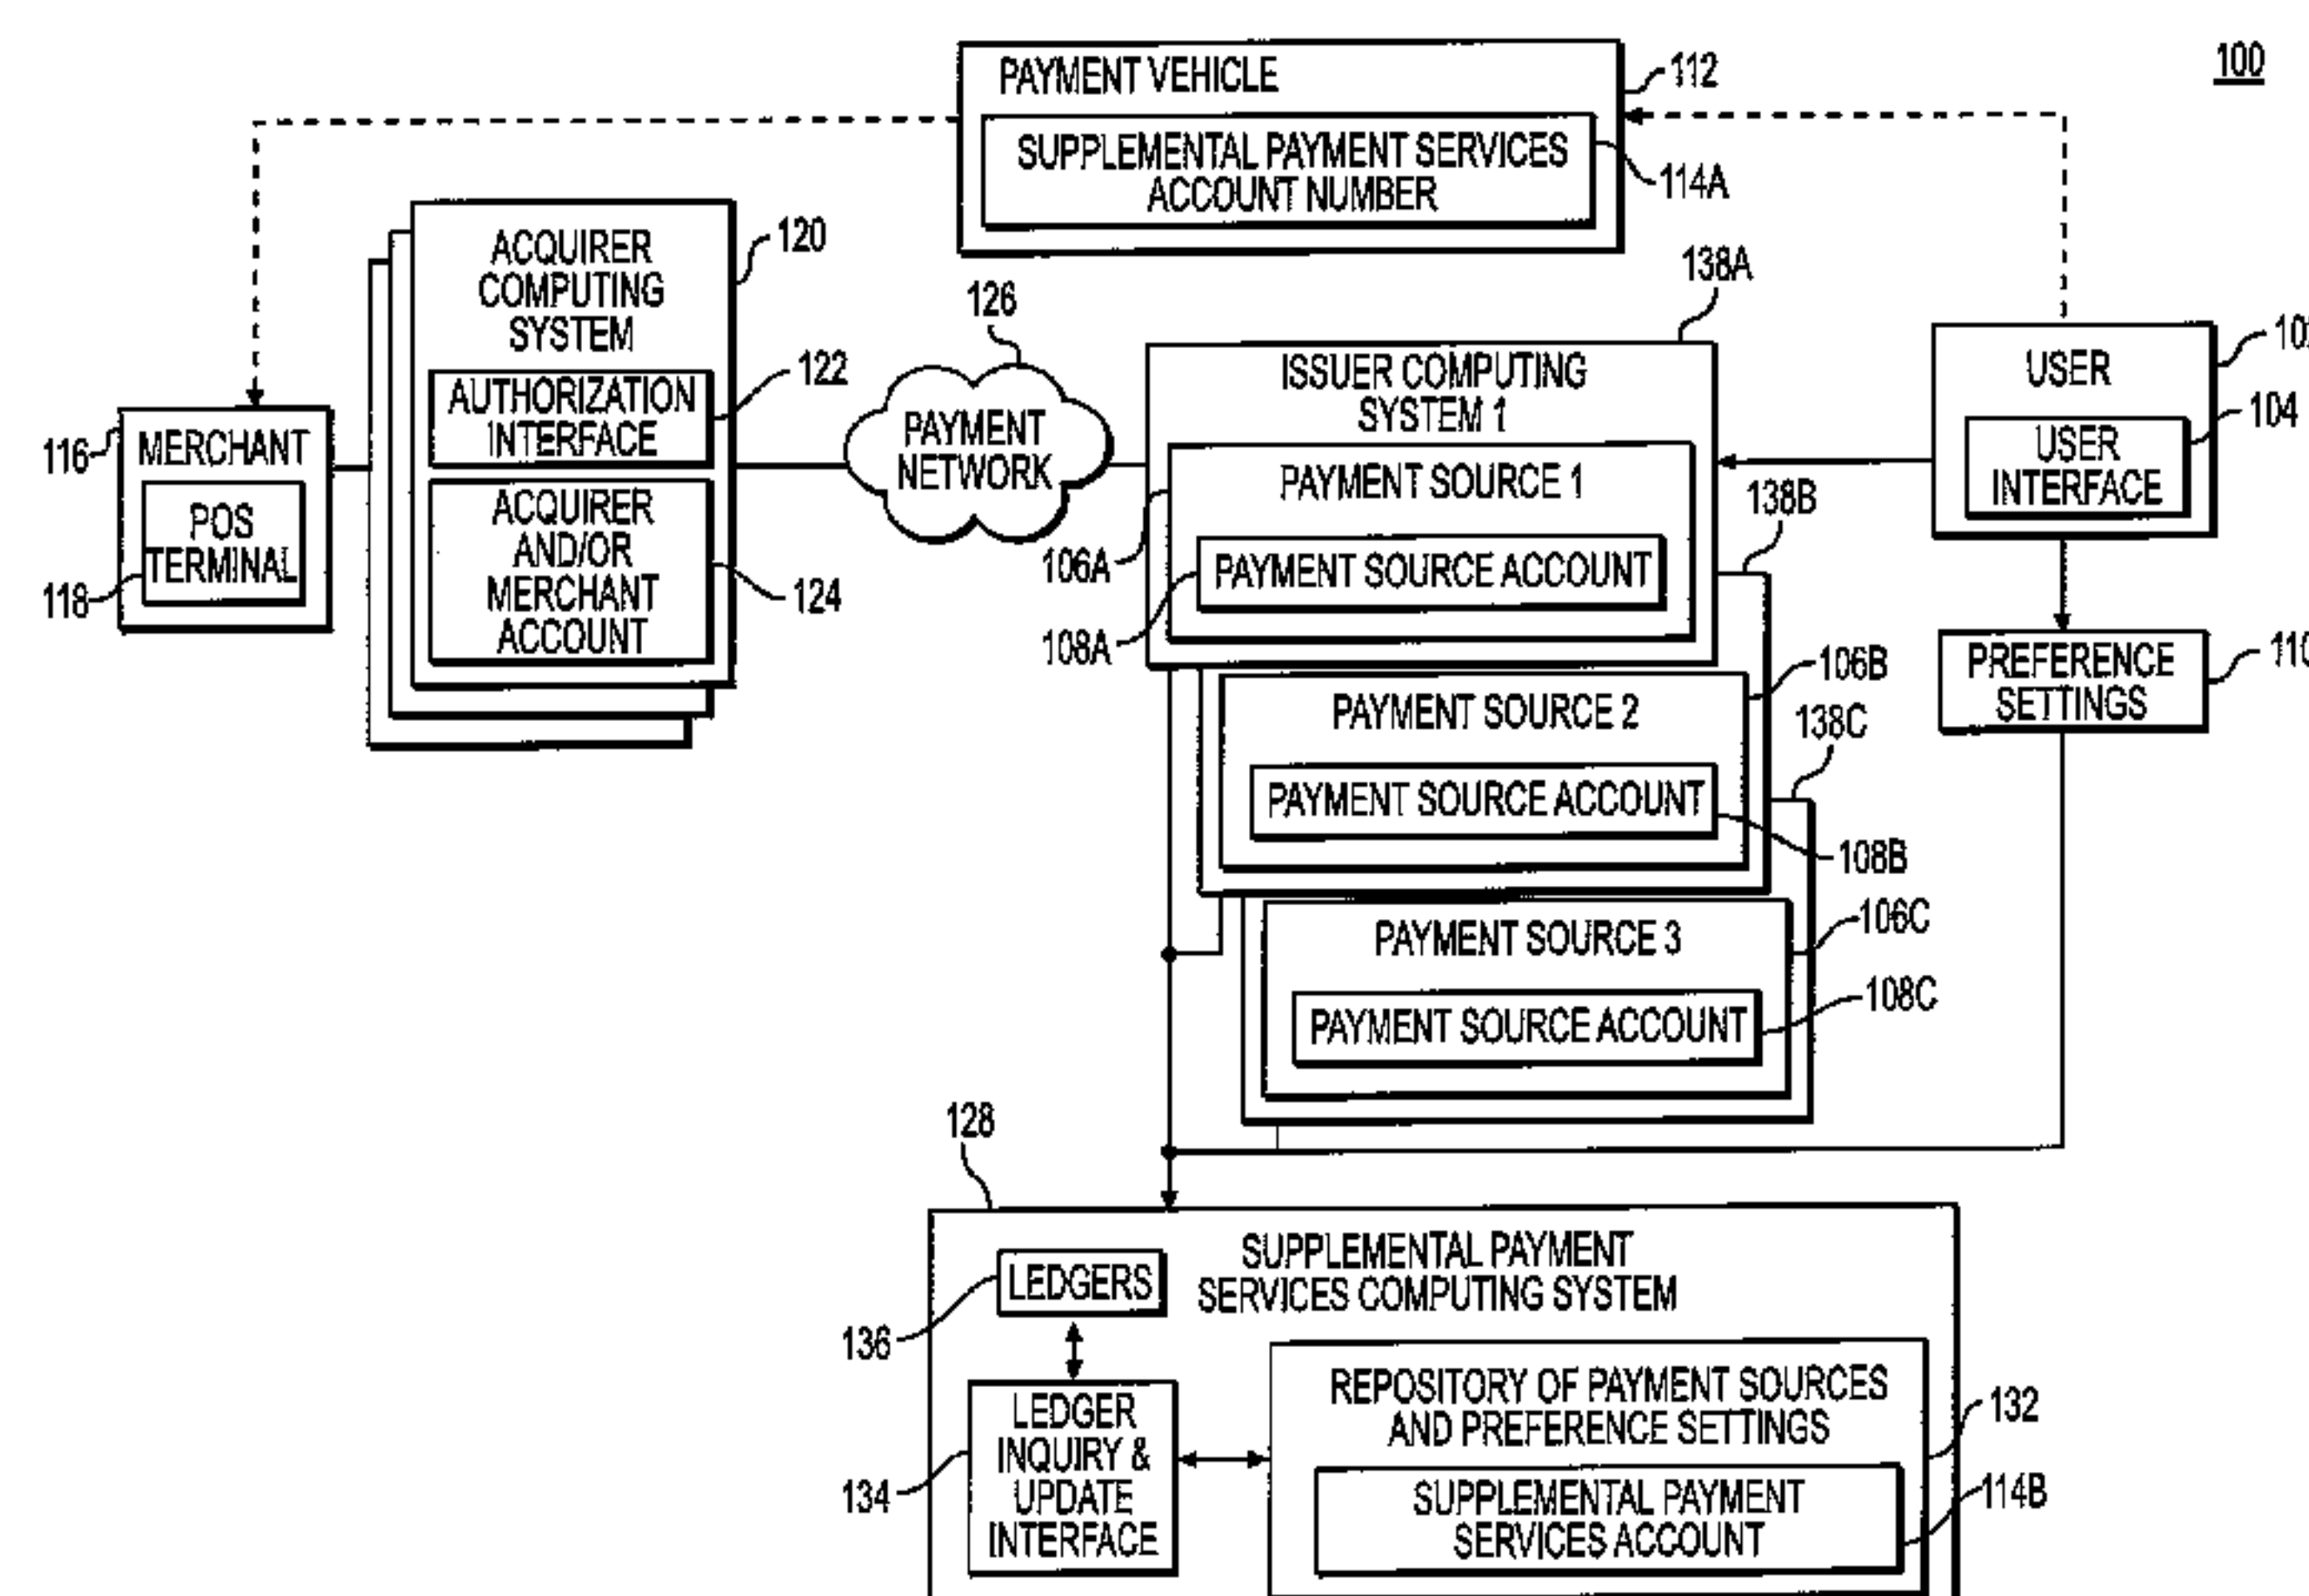 100
PAYMENT VEHICLE
112
SUPPLEMENTAL PAYMENT SERVICES
ACCOUNT NUMBER
114A
ACQUIRER
COMPUTING
SYSTEM
120
AUTHORIZATION
INTERFACE
122
ACQUIRER
AND/OR
MERCHANT
ACCOUNT
124
116
MERCHANT
POS
TERMINAL
118
126
PAYMENT
NETWORK
138A
ISSUER COMPUTING
SYSTEM 1
PAYMENT SOURCE 1
106A
PAYMENT SOURCE ACCOUNT
108A
USER
104
USER
INTERFACE
138B
106B
PAYMENT SOURCE 2
PAYMENT SOURCE ACCOUNT
108B
138C
106C
PAYMENT SOURCE 3
PAYMENT SOURCE ACCOUNT
108C
PREFERENCE
SETTINGS
110
128
SUPPLEMENTAL PAYMENT
SERVICES COMPUTING SYSTEM
LEDGERS
136
LEDGER
INQUIRY &
UPDATE
INTERFACE
134
REPOSITORY OF PAYMENT SOURCES
AND PREFERENCE SETTINGS
132
SUPPLEMENTAL PAYMENT
SERVICES ACCOUNT
114B